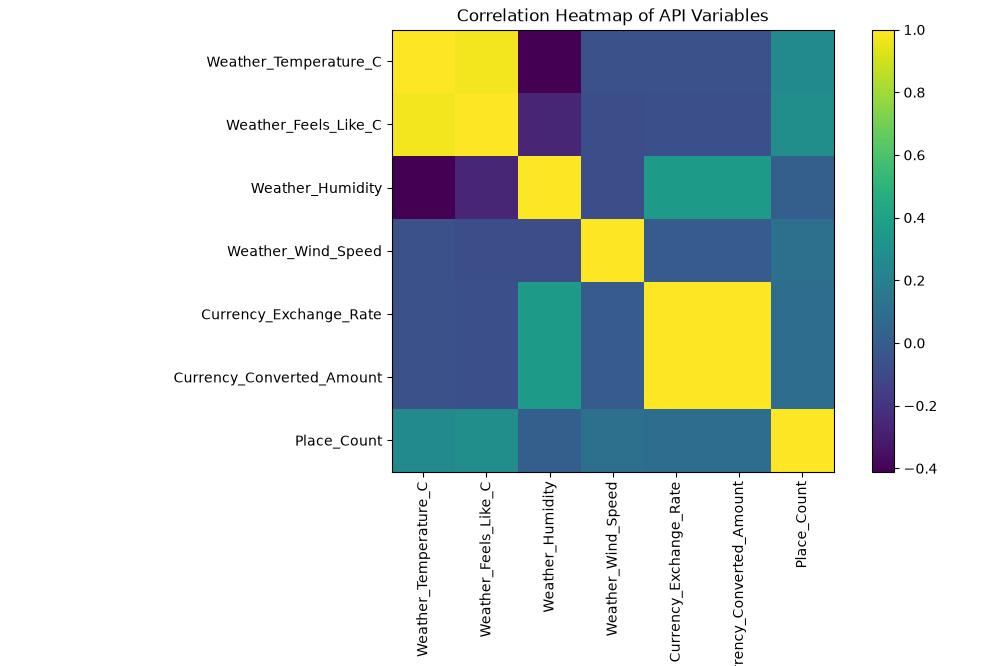 Correlation Heatmap of API Variables
Weather_Temperature_C
Weather_Feels_Like_C
Weather_Humidity
Weather_Wind_Speed
Currency_Exchange_Rate
Currency_Converted_Amount
Place_Count
1.0
0.8
0.6
0.4
0.2
0.0
−0.2
−0.4
Weather_Temperature_C
Weather_Feels_Like_C
Weather_Humidity
Weather_Wind_Speed
Currency_Exchange_Rate
rency_Converted_Amount
Place_Count